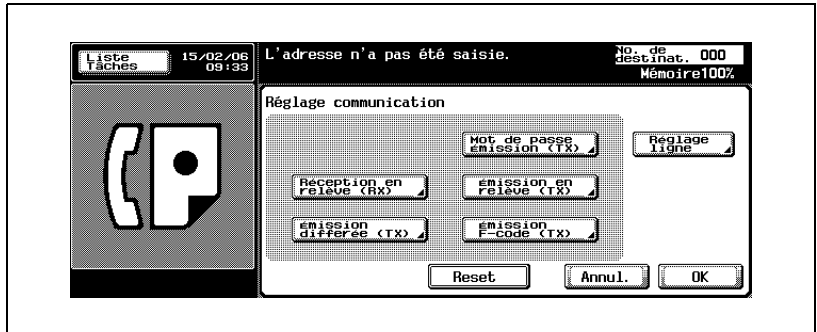 Liste
Tâches
15/02/06
09:33
L'adresse n'a pas été saisie.
No. de
destinat. 000
Mémoire100%
Réglage communication
Mot de passe
émission (TX)
Réglage
ligne
Réception en
relève (RX)
émission en
relève (TX)
émission
différée (TX)
émission
F-code (TX)
Reset
Annul.
OK